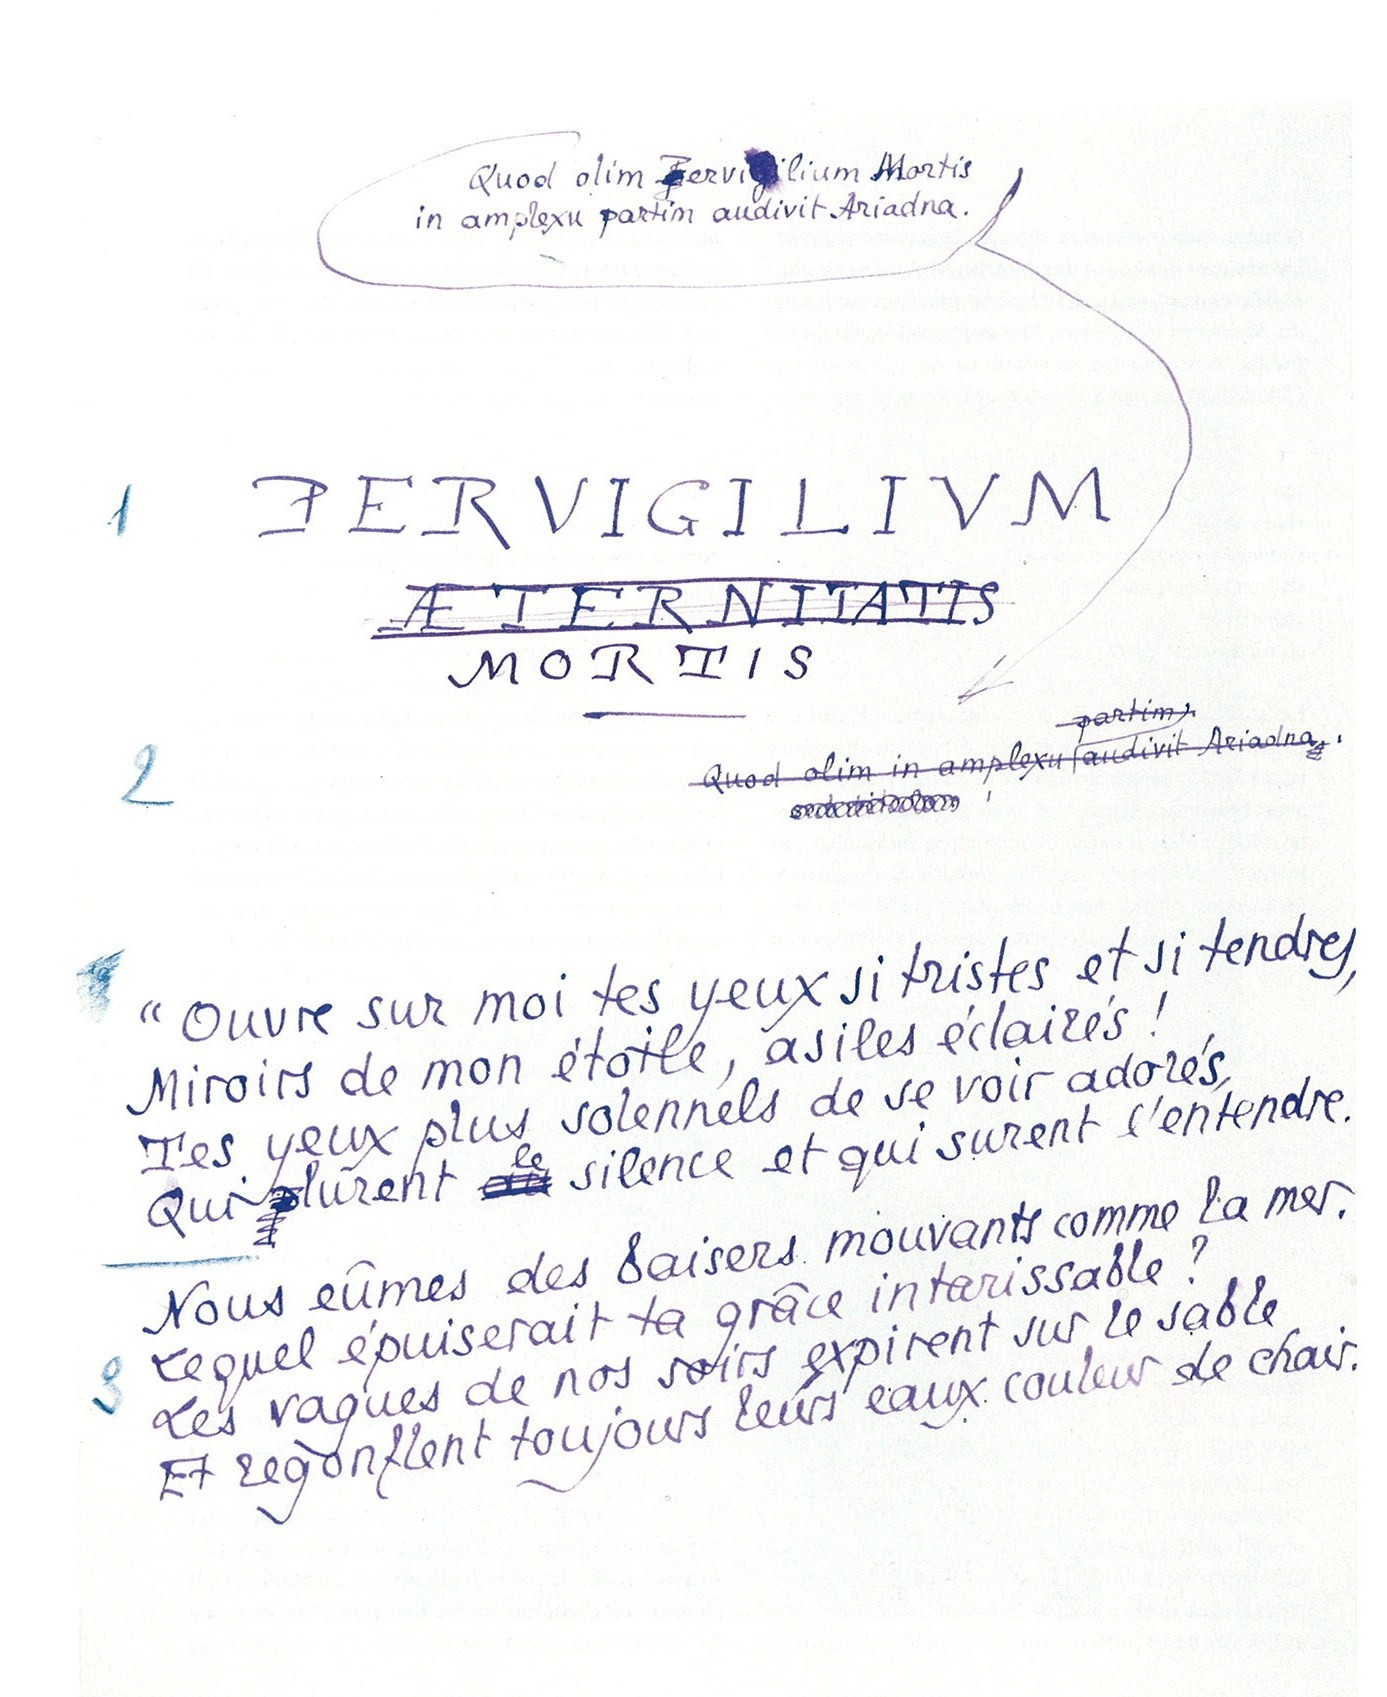 Quod olim Pervigilium Mortis
in amplexu partim audivit Ariadna.
1
PERVIGILIVM
ÆTERNITATIS
MORTIS
2
partim
Quod olim in amplexu audivit Ariadna.
“Ouvre sur moi tes yeux si tristes et si tendres,
Miroirs de mon étoile, asiles éclairés !
Tes yeux plus solennels de se voir adorés,
Qui plurent le silence et qui surent l'entendre.
Nous eûmes des baisers mouvants comme la mer.
Lequel épuiserait ta grâce intarissable ?
Les vagues de nos soirs expirent sur le sable
3
Et regonflent toujours leurs eaux couleur de chair.